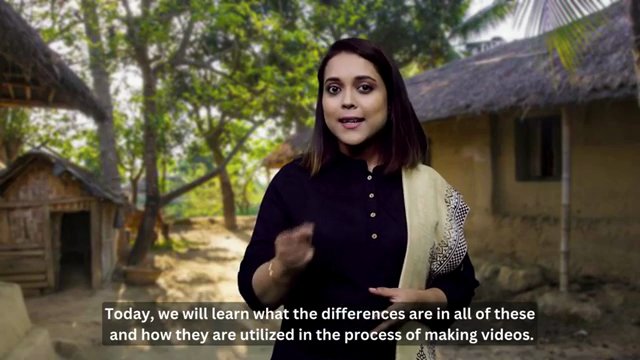 Today, we will learn what the differences are in all of these
and how they are utilized in the process of making videos.